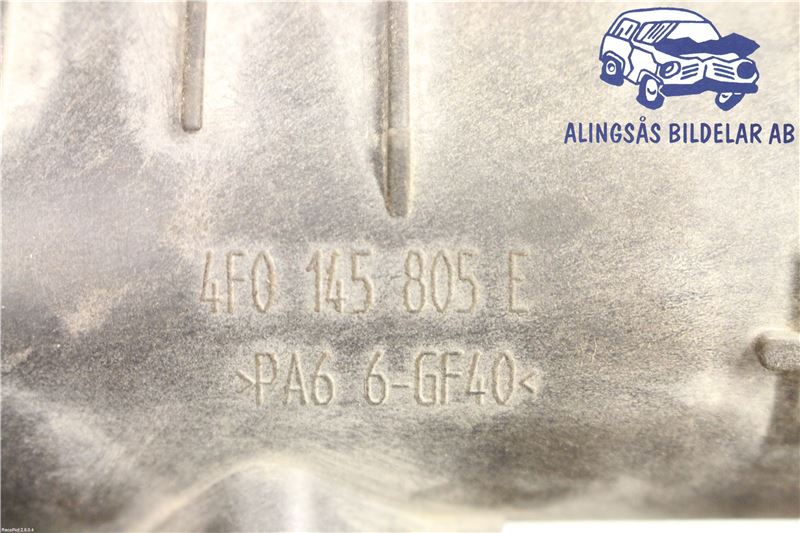 ALINGSÅS BILDELAR AB
4F0 145 805 E
>PA6 6-GF40<